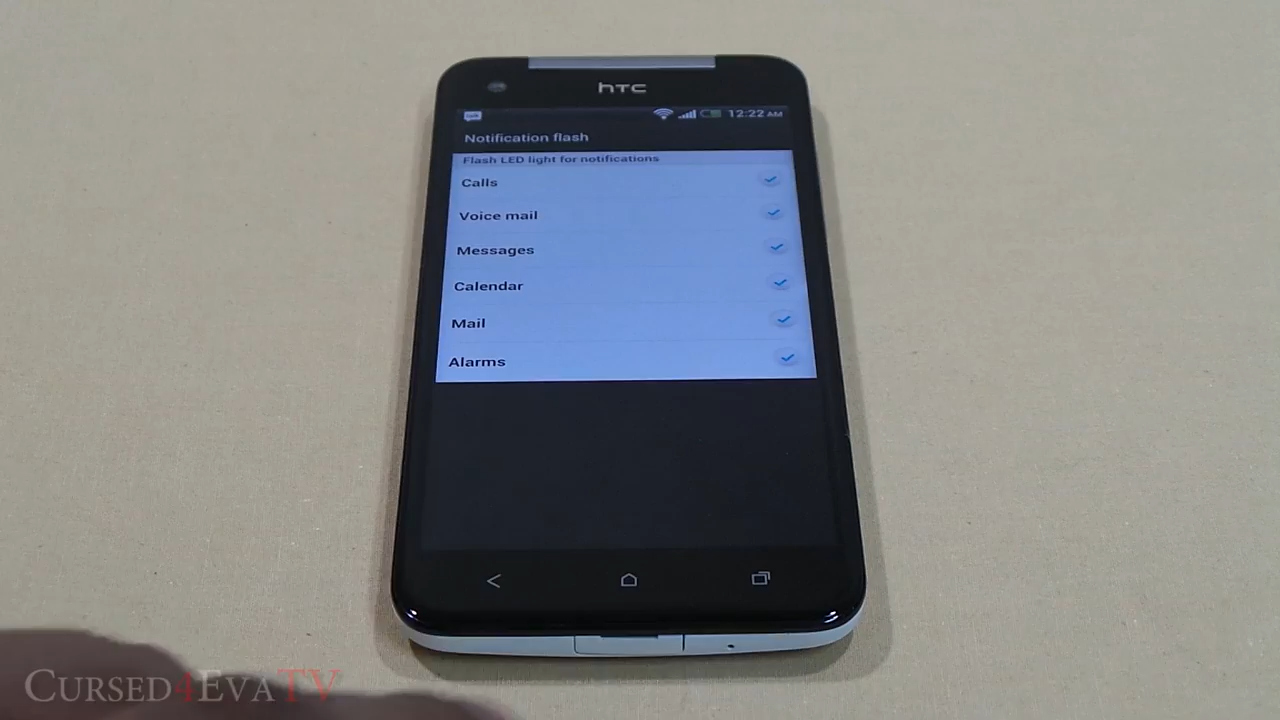 hTC
12:22 AM
Notification flash
Flash LED light for notifications
Calls
Voice mail
Messages
Calendar
Mail
Alarms
CURSED4EVATV